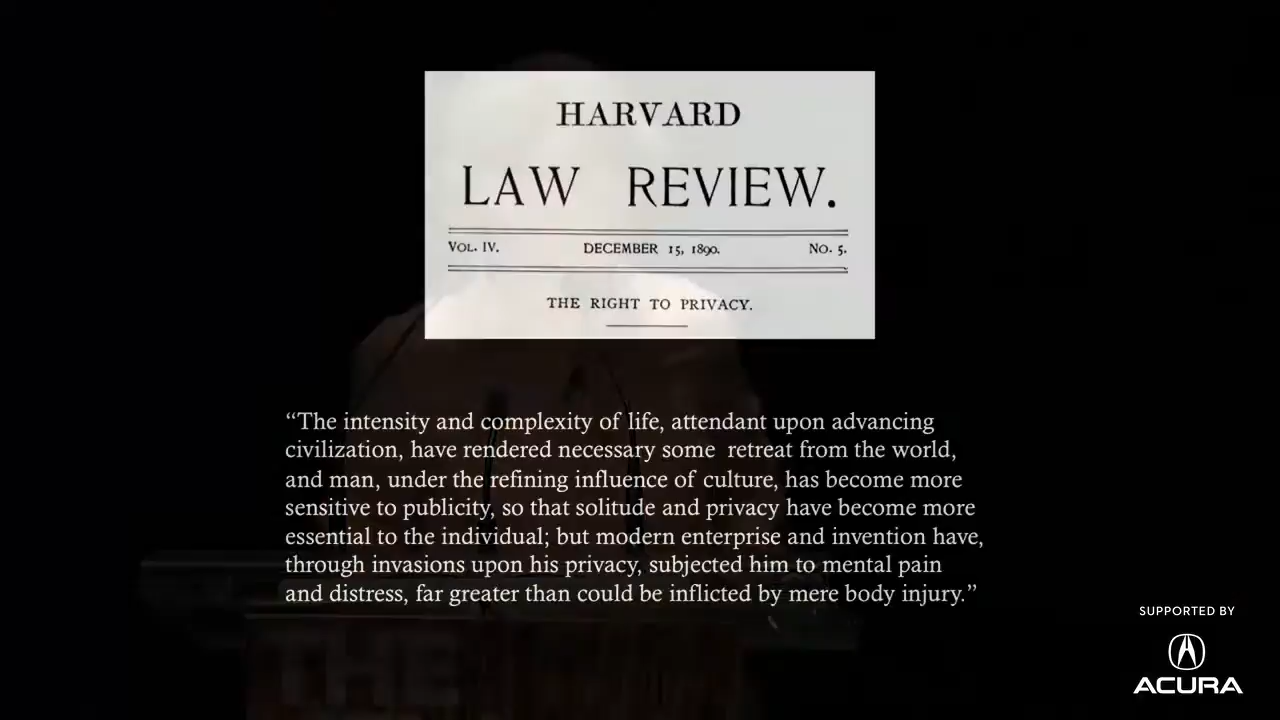 HARVARD
LAW REVIEW.
VOL. IV. DECEMBER 15, 1890. NO. 5.
THE RIGHT TO PRIVACY.
“The intensity and complexity of life, attendant upon advancing
civilization, have rendered necessary some retreat from the world,
and man, under the refining influence of culture, has become more
sensitive to publicity, so that solitude and privacy have become more
essential to the individual; but modern enterprise and invention have,
through invasions upon his privacy, subjected him to mental pain
and distress, far greater than could be inflicted by mere body injury.”
THE
SUPPORTED BY
ACURA